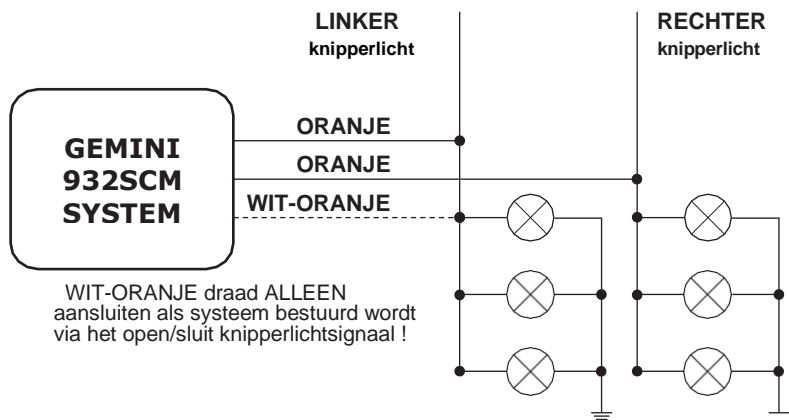 LINKER
knipperlicht
RECHTER
knipperlicht
GEMINI
932SCM
SYSTEM
ORANJE
ORANJE
WIT-ORANJE
WIT-ORANJE draad ALLEEN
aansluiten als systeem bestuurd wordt
via het open/sluit knipperlichtsignaal !